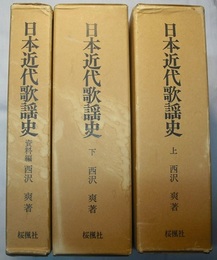 日本近代歌謡史 上 西沢 爽著
桜楓社
日本近代歌謡史 下 西沢 爽著
桜楓社
日本近代歌謡史 資料編 西沢 爽著
桜楓社